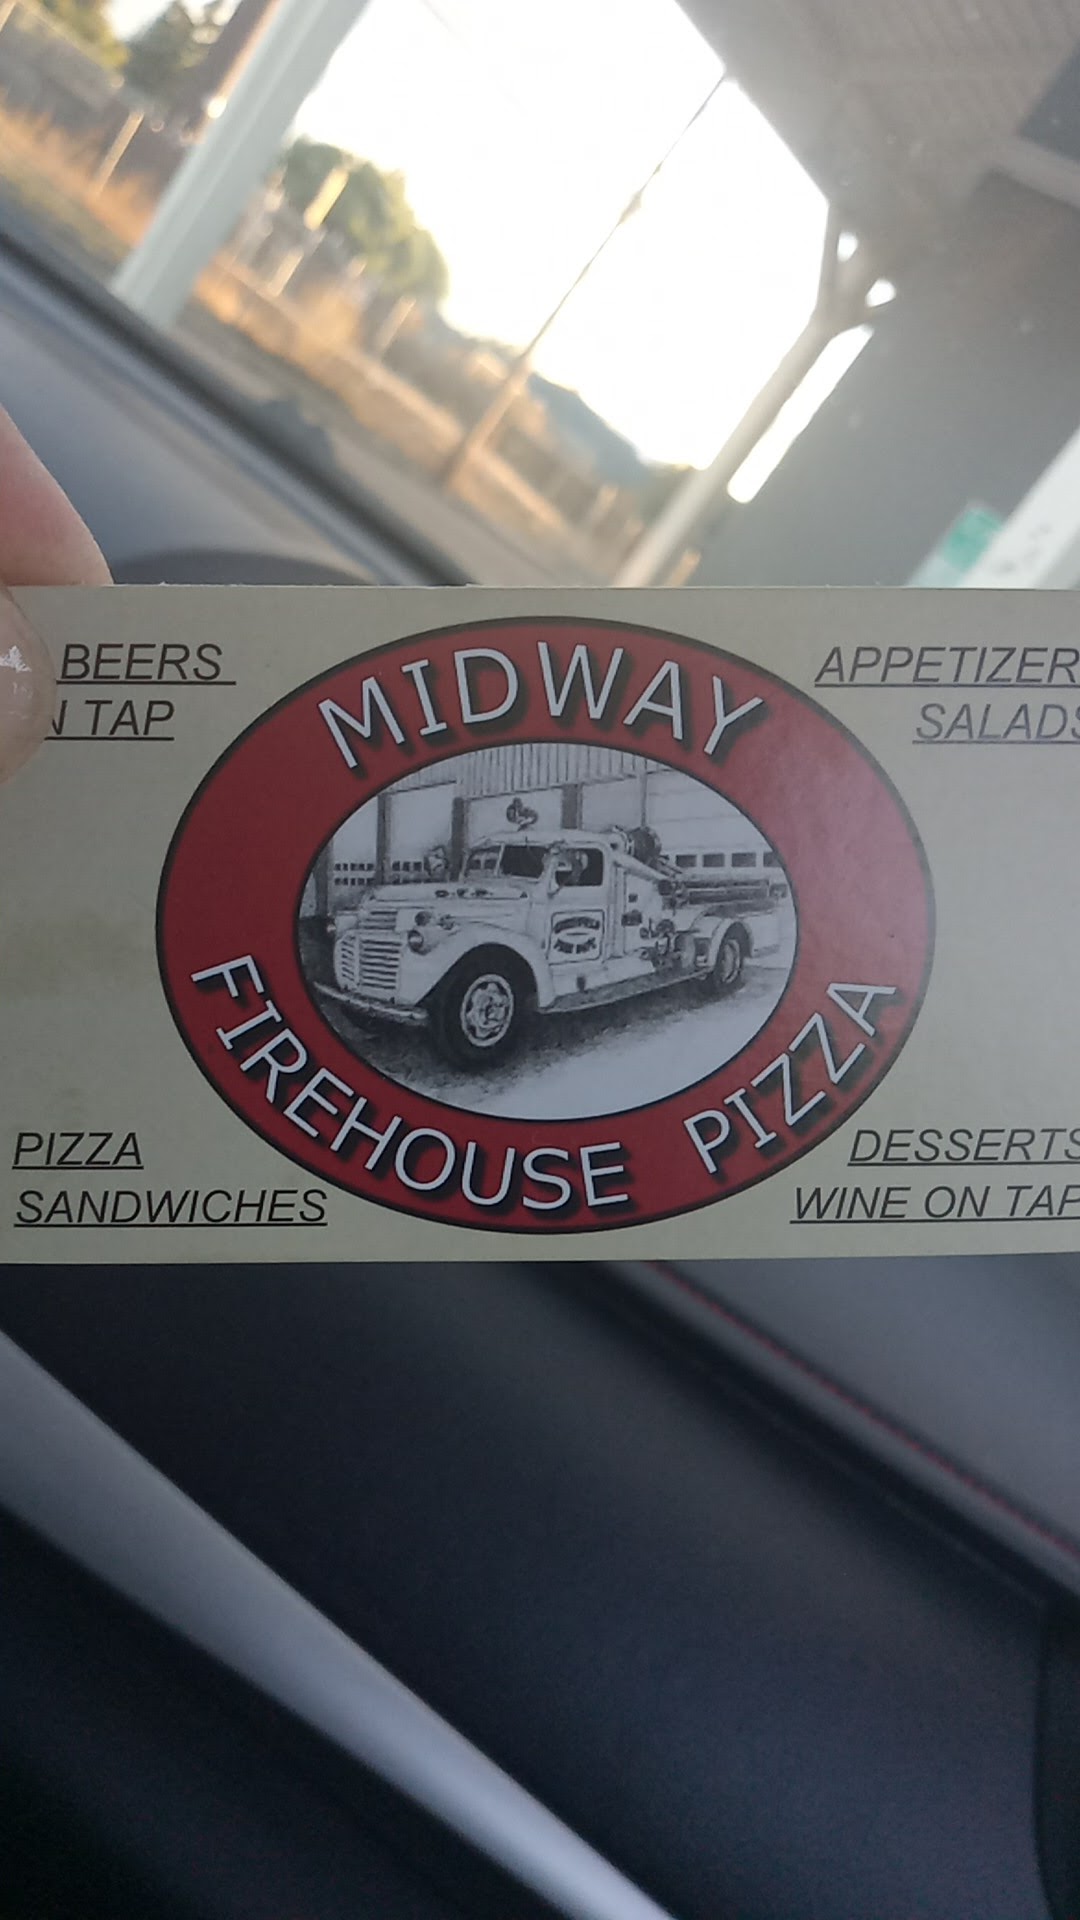 BEERS
N TAP
MIDWAY
APPETIZER
SALADS
FIREHOUSE PIZZA
PIZZA
SANDWICHES
DESSERTS
WINE ON TAP